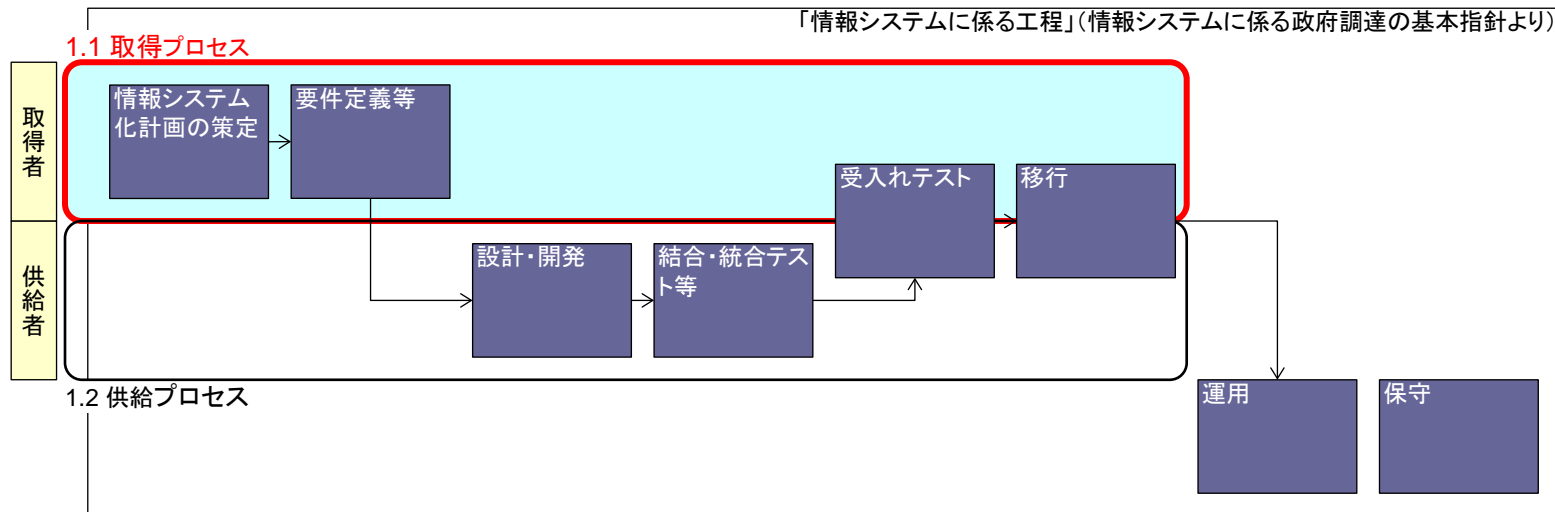 「情報システムに係る工程」(情報システムに係る政府調達の基本指針より)
1.1 取得プロセス
取得者
情報システム
化計画の策定
要件定義等
受入れテスト
移行
供給者
設計・開発
結合・統合テス
ト等
1.2 供給プロセス
運用
保守